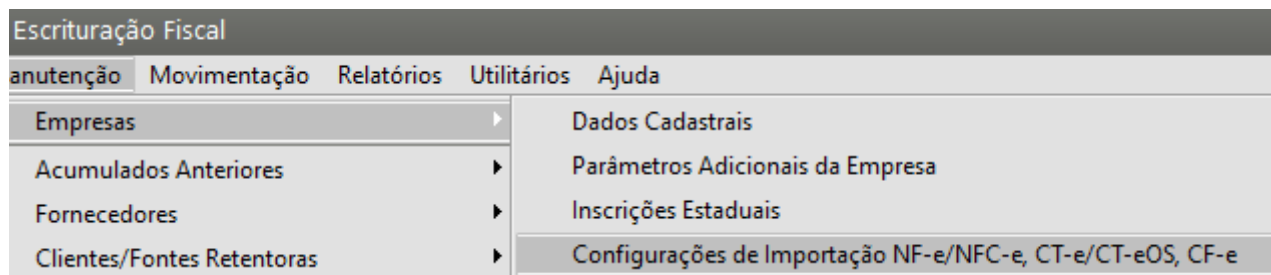 Escrituração Fiscal
anutenção Movimentação Relatórios Utilitários Ajuda
Empresas
Dados Cadastrais
Acumulados Anteriores
Parâmetros Adicionais da Empresa
Fornecedores
Inscrições Estaduais
Clientes/Fontes Retentoras
Configurações de Importação NF-e/NFC-e, CT-e/CT-eOS, CF-e